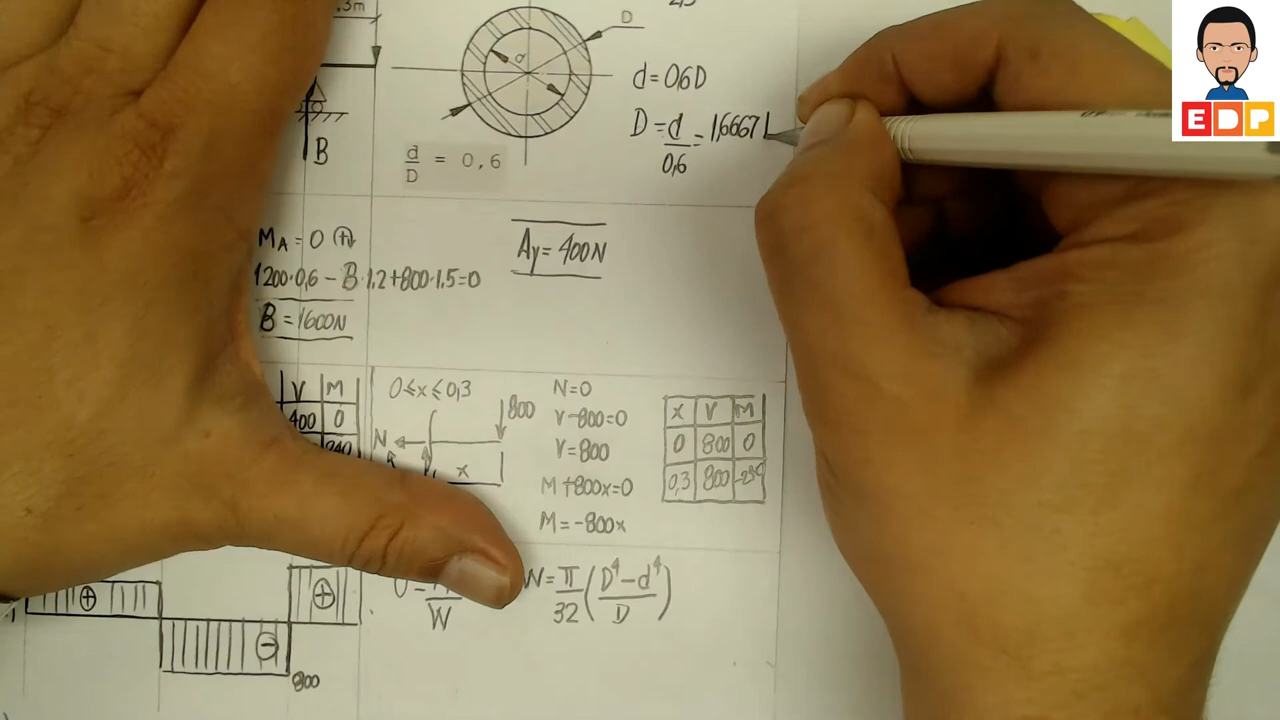 ,3m
D
d
d = 0,6D
D = d/0,6 = 1,6667
B
d/D = 0,6
EDP
MA = 0 (+)
Ay = 400N
1200·0,6 - B·1,2+800·1,5=0
B = 1600N
V M
400 0
240
0≤x≤0,3
800
N
x
N=0
V-800=0
V=800
M+800x=0
M=-800x
X V M
0 800 0
0,3 800
W
W = π/32 (D⁴-d⁴/D)
+
-
+
800